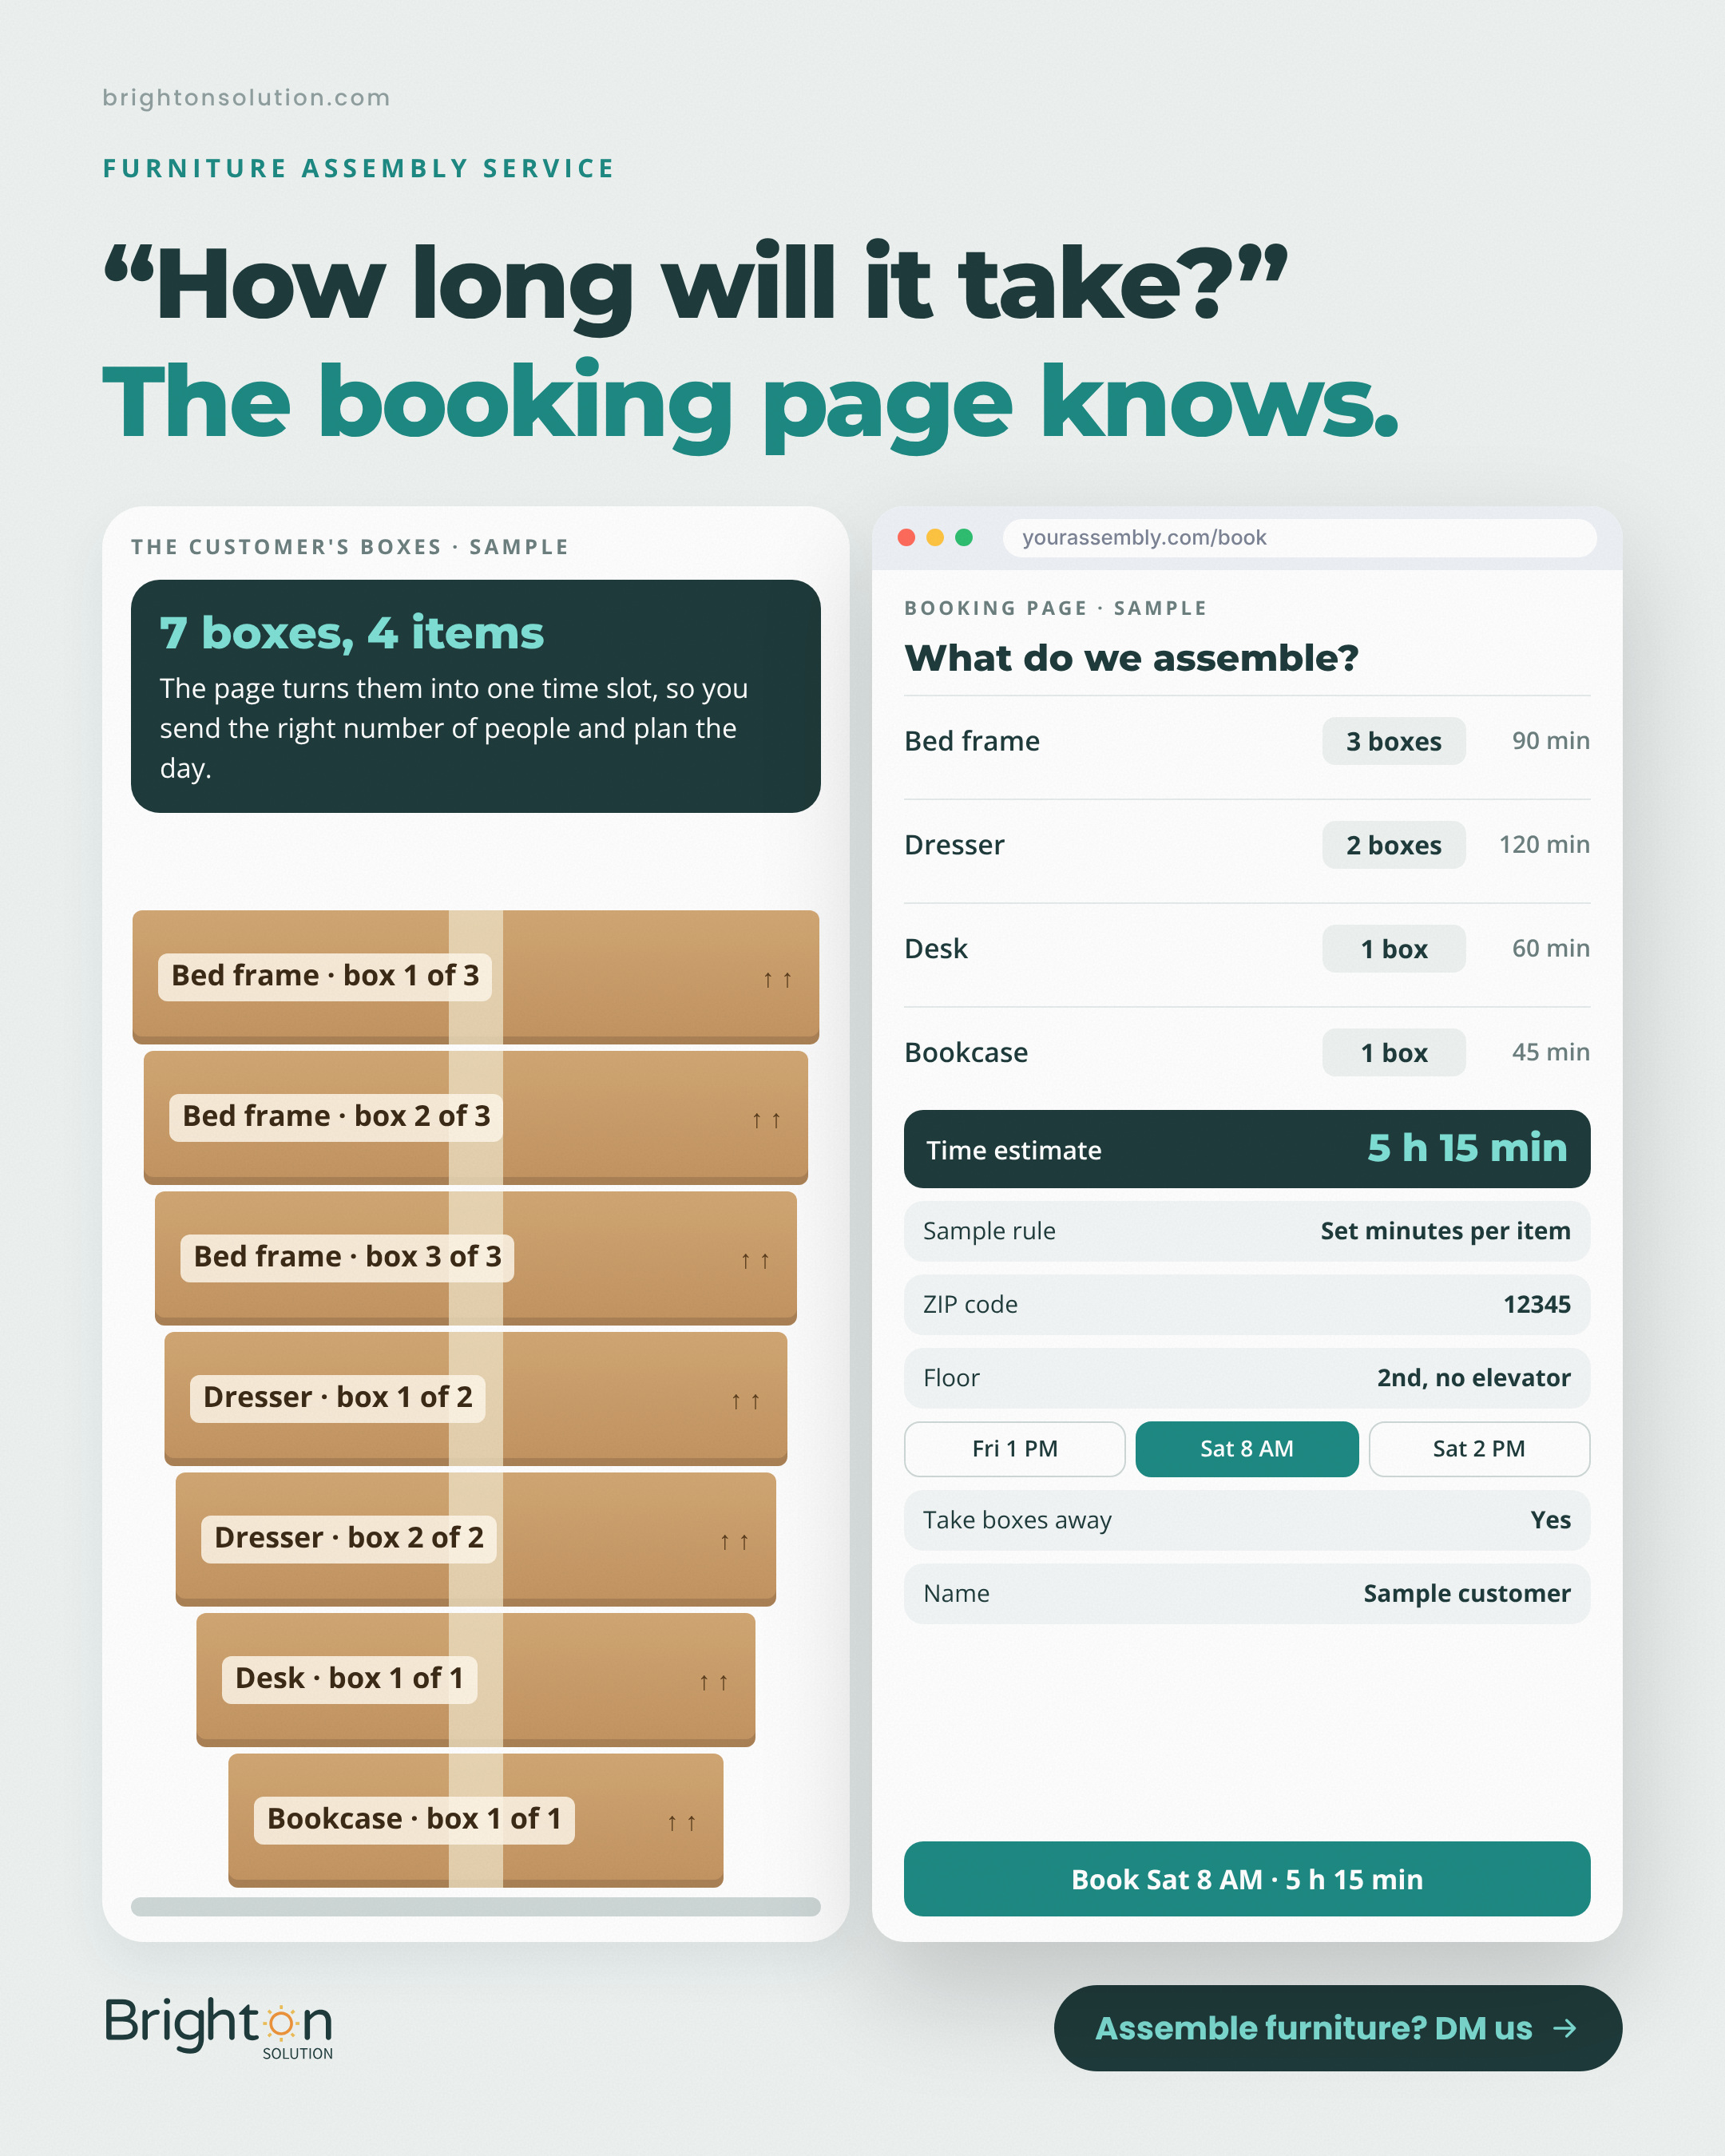 brightonsolution.com
FURNITURE ASSEMBLY SERVICE
“How long will it take?”
The booking page knows.
THE CUSTOMER'S BOXES · SAMPLE
7 boxes, 4 items
The page turns them into one time slot, so you
send the right number of people and plan the
day.
Bed frame · box 1 of 3 ↑ ↑
Bed frame · box 2 of 3 ↑ ↑
Bed frame · box 3 of 3 ↑ ↑
Dresser · box 1 of 2 ↑ ↑
Dresser · box 2 of 2 ↑ ↑
Desk · box 1 of 1 ↑ ↑
Bookcase · box 1 of 1 ↑ ↑
yourassembly.com/book
BOOKING PAGE · SAMPLE
What do we assemble?
Bed frame 3 boxes 90 min
Dresser 2 boxes 120 min
Desk 1 box 60 min
Bookcase 1 box 45 min
Time estimate 5 h 15 min
Sample rule Set minutes per item
ZIP code 12345
Floor 2nd, no elevator
Fri 1 PM Sat 8 AM Sat 2 PM
Take boxes away Yes
Name Sample customer
Book Sat 8 AM · 5 h 15 min
Brighton
SOLUTION
Assemble furniture? DM us →